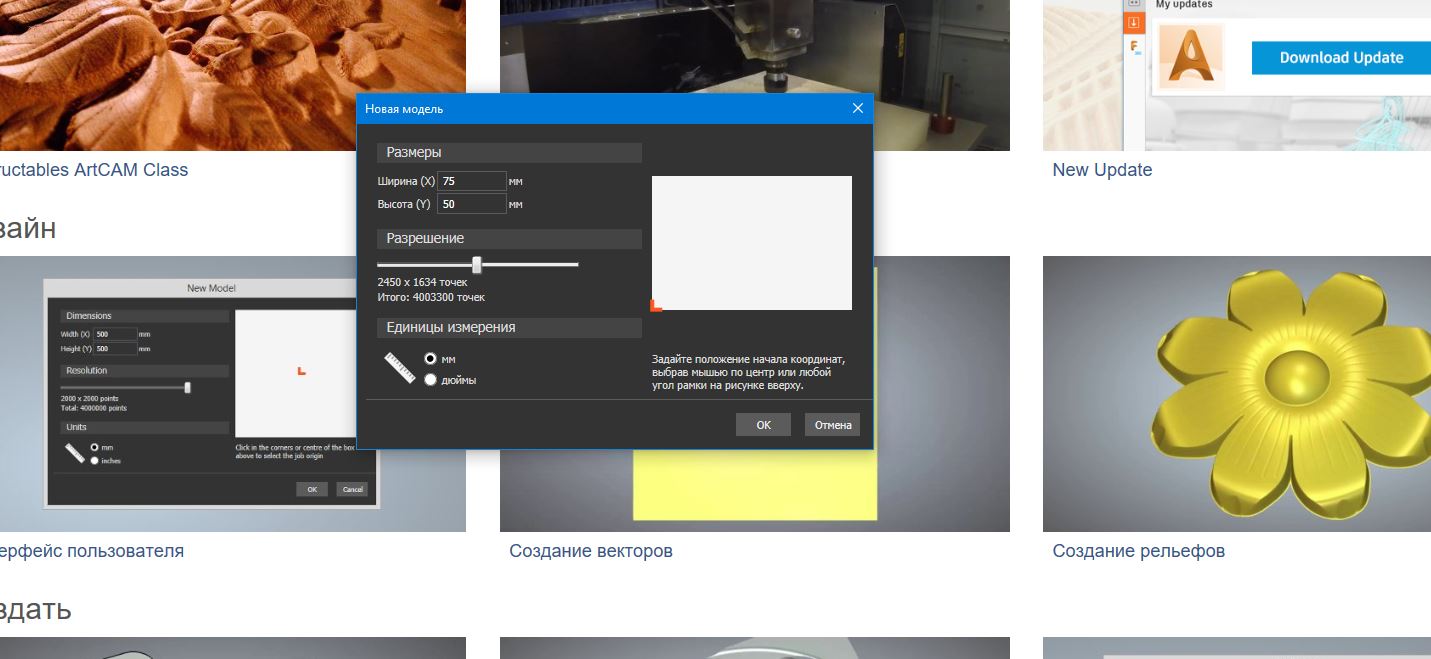 My updates
Download Update
ructables ArtCAM Class
New Update
Новая модель
Размеры
Ширина (X) 75 мм
Высота (Y) 50 мм
Разрешение
2450 x 1634 точек
Итого: 4003300 точек
Единицы измерения
мм
дюймы
Задайте положение начала координат,
выбрав мышью по центр или любой
угол рамки на рисунке вверху.
OK
Отмена
зайн
New Model
Dimensions
Width (X) 500 mm
Height (Y) 500 mm
Resolution
2000 x 2000 points
Total: 4000000 points
Units
mm
inches
Click in the corners or centre of the box
above to select the job origin
OK
Cancel
ерфейс пользователя
Создание векторов
Создание рельефов
здать